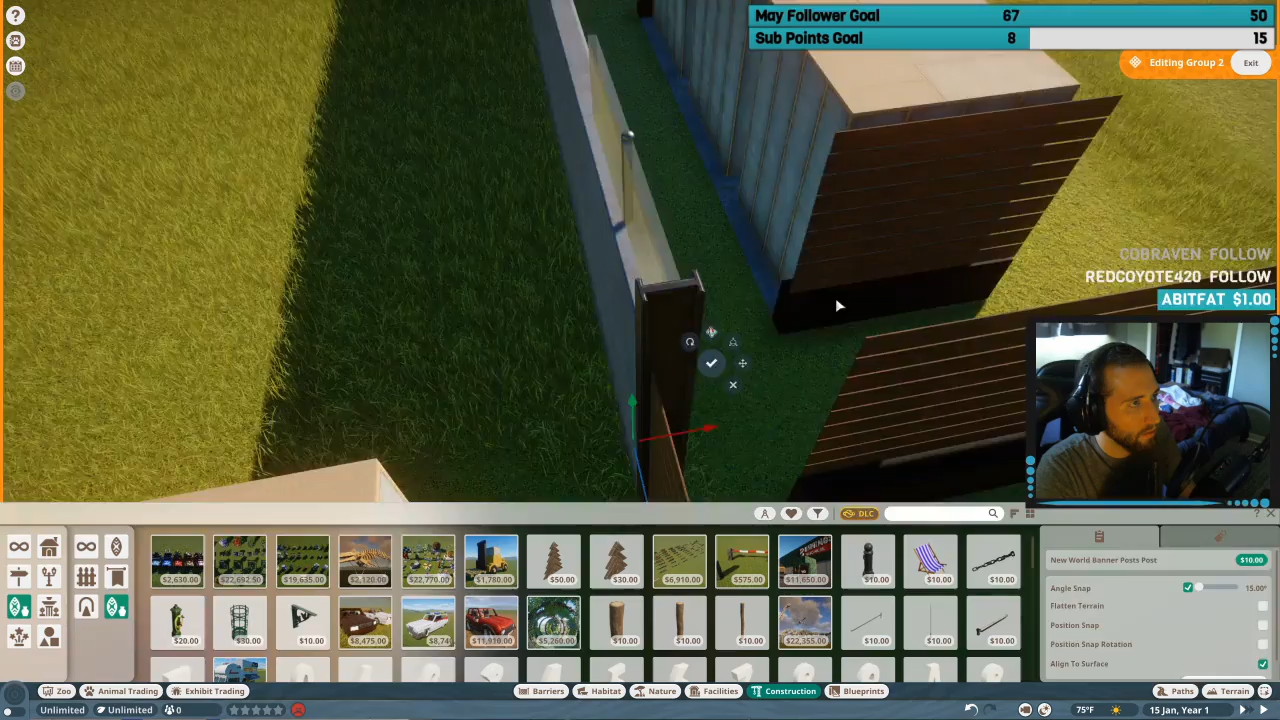 May Follower Goal 67 50
Sub Points Goal 8 15
Editing Group 2 Exit
COBRAVEN FOLLOW
REDCOYOTE420 FOLLOW
ABITFAT $1.00
DLC
$2,630.00 $22,692.50 $19,635.00 $2,120.00 $22,770.00 $1,780.00 $50.00 $30.00 $6,910.00 $575.00 $11,650.00 $10.00 $10.00 $10.00
New World Banner Posts Post $10.00
Angle Snap 15.00°
Flatten Terrain
$20.00 $30.00 $10.00 $8,475.00 $8,74 $11,910.00 $5,260.00 $10.00 $10.00 $10.00 $22,355.00 $10.00 $10.00 $10.00
Position Snap
Position Snap Rotation
Align To Surface
Zoo Animal Trading Exhibit Trading Barriers Habitat Nature Facilities Construction Blueprints Paths Terrain
Unlimited Unlimited 0 75°F 15 Jan, Year 1